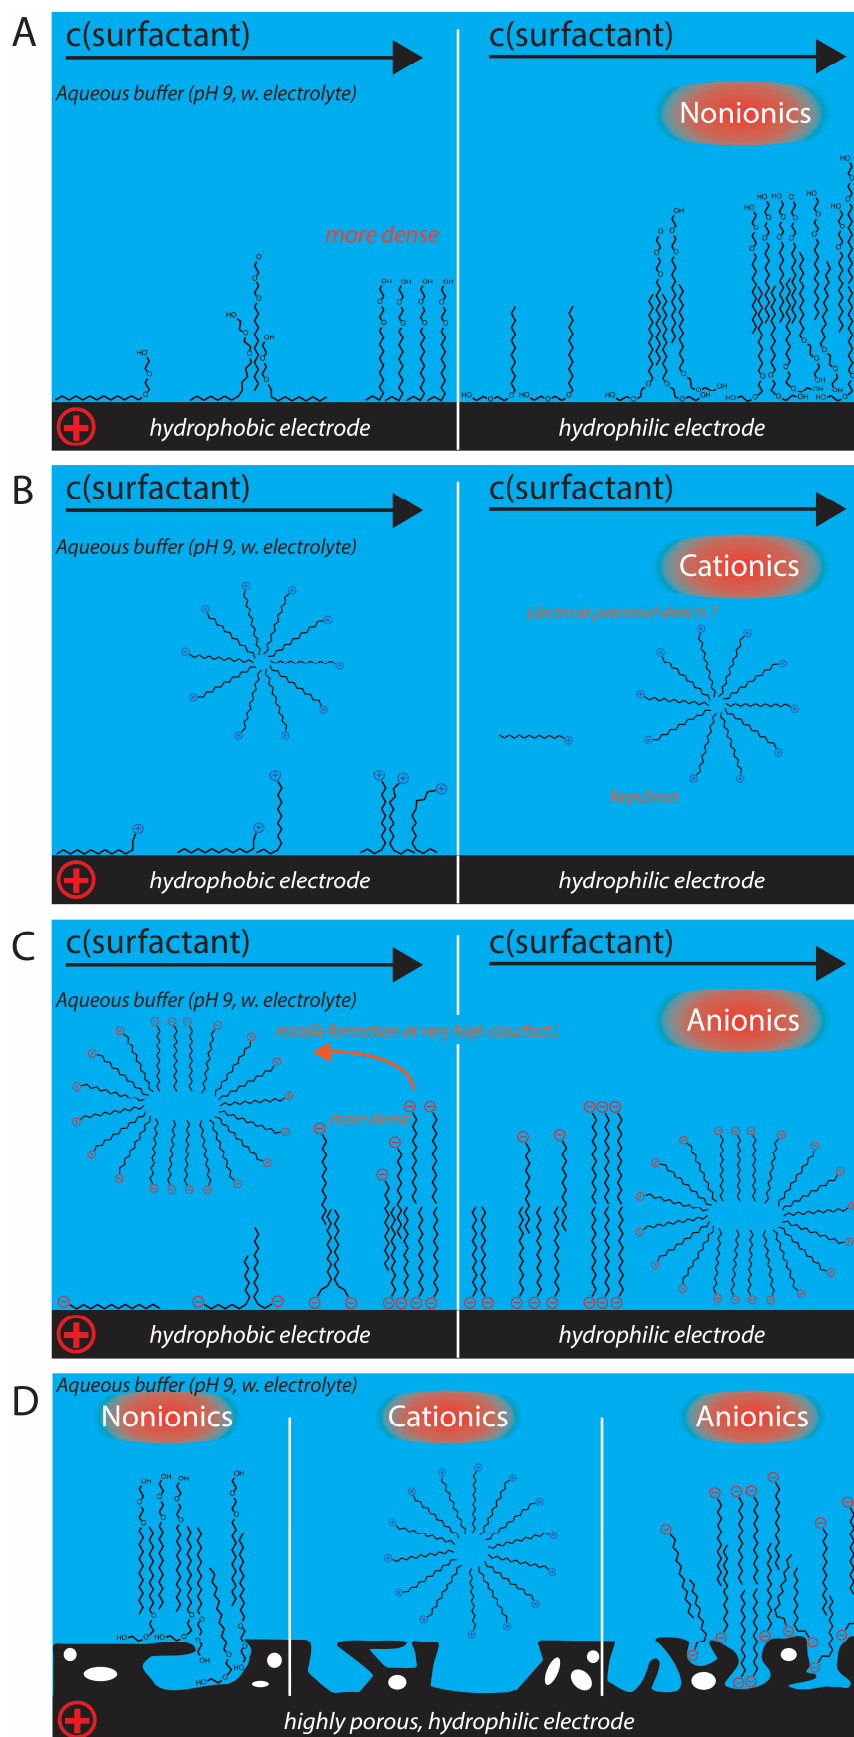 A
c(surfactant)
c(surfactant)
Aqueous buffer (pH 9, w. electrolyte)
Nonionics
more dense
hydrophobic electrode
hydrophilic electrode
B
c(surfactant)
c(surfactant)
Aqueous buffer (pH 9, w. electrolyte)
Cationics
Electrical potential directs ?
Repulsion
hydrophobic electrode
hydrophilic electrode
C
c(surfactant)
c(surfactant)
Aqueous buffer (pH 9, w. electrolyte)
Anionics
micelle formation at very high c(surfact.)
more dense
hydrophobic electrode
hydrophilic electrode
D
Aqueous buffer (pH 9, w. electrolyte)
Nonionics
Cationics
Anionics
highly porous, hydrophilic electrode